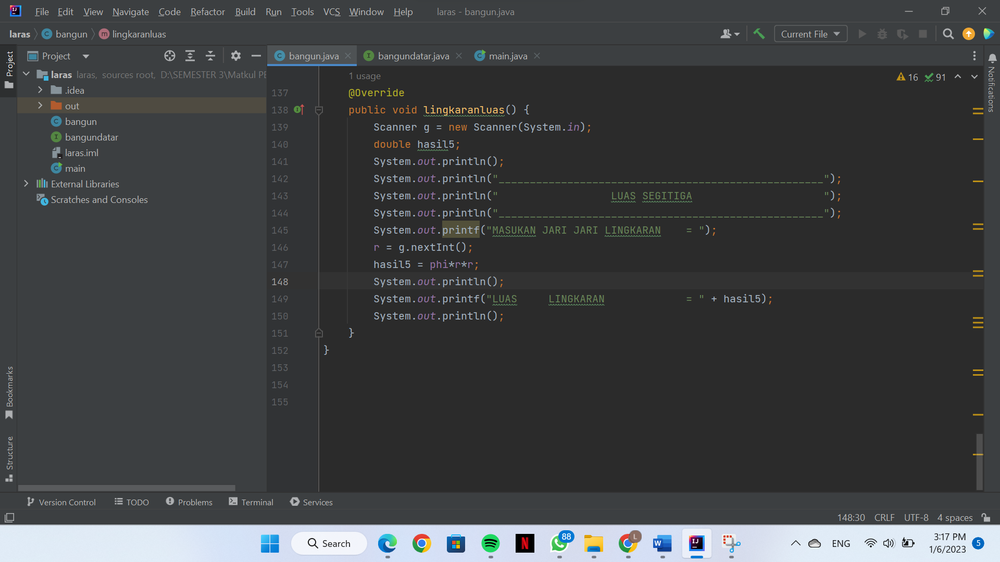 File Edit View Navigate Code Refactor Build Run Tools VCS Window Help laras - bangun.java
laras bangun lingkaranluas
Current File
Project
bangun.java bangundatar.java main.java
Project
laras laras, sources root, D:\SEMESTER 3\Matkul PE
.idea
out
bangun
bangundatar
laras.iml
main
External Libraries
Scratches and Consoles
Bookmarks
Structure
1 usage
16 91
137 @Override
138 public void lingkaranluas() {
139 Scanner g = new Scanner(System.in);
140 double hasil5;
141 System.out.println();
142 System.out.println("____________________________________________________");
143 System.out.println("                  LUAS SEGITIGA                     ");
144 System.out.println("____________________________________________________");
145 System.out.printf("MASUKAN JARI JARI LINGKARAN    = ");
146 r = g.nextInt();
147 hasil5 = phi*r*r;
148 System.out.println();
149 System.out.printf("LUAS     LINGKARAN             = " + hasil5);
150 System.out.println();
151 }
152 }
153
154
155
Notifications
Version Control TODO Problems Terminal Services
148:30 CRLF UTF-8 4 spaces
Search
88
L
W
IJ
ENG
3:17 PM
1/6/2023
5